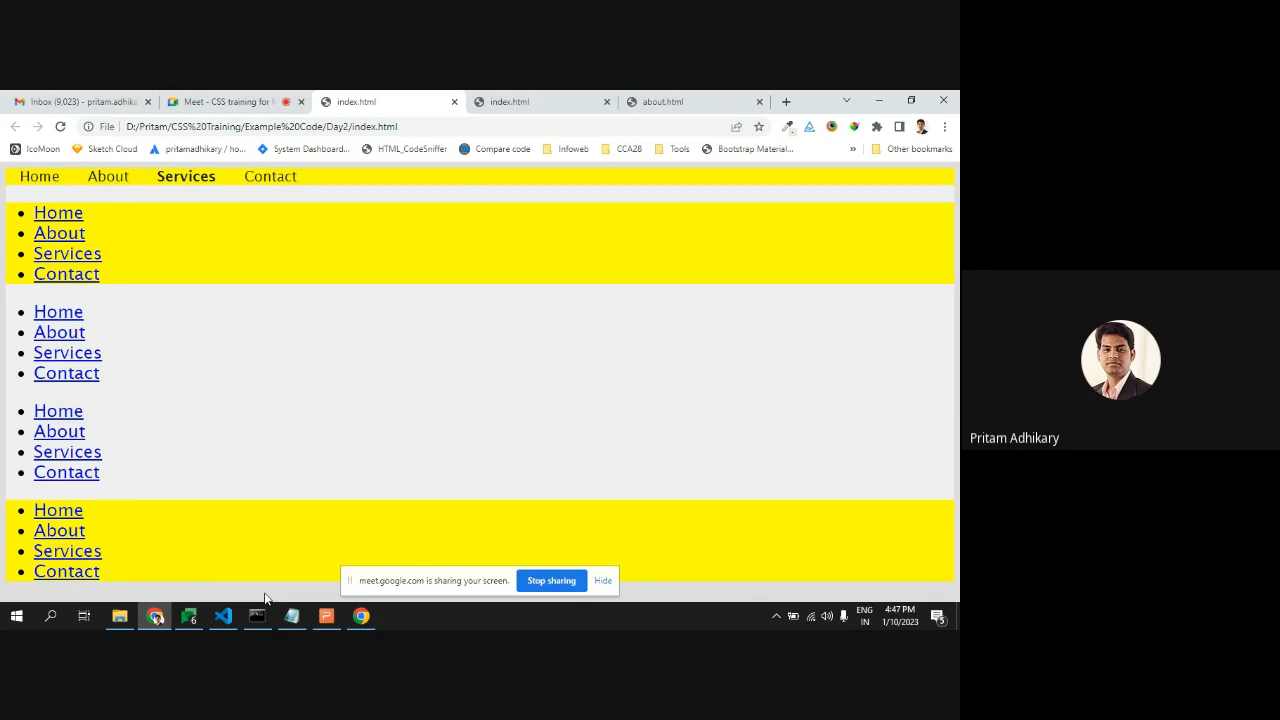 Inbox (9,023) - pritam.adhika
Meet - CSS training for
index.html
index.html
about.html
File
D:/Pritam/CSS%20Training/Example%20Code/Day2/index.html
IcoMoon
Sketch Cloud
pritamadhikary / ho...
System Dashboard...
HTML_CodeSniffer
Compare code
Infoweb
CCA28
Tools
Bootstrap Material...
»
Other bookmarks
Home About Services Contact
• Home
• About
• Services
• Contact
• Home
• About
• Services
• Contact
• Home
• About
• Services
• Contact
• Home
• About
• Services
• Contact
meet.google.com is sharing your screen.
Stop sharing
Hide
Pritam Adhikary
6
ENG
IN
4:47 PM
1/10/2023
5